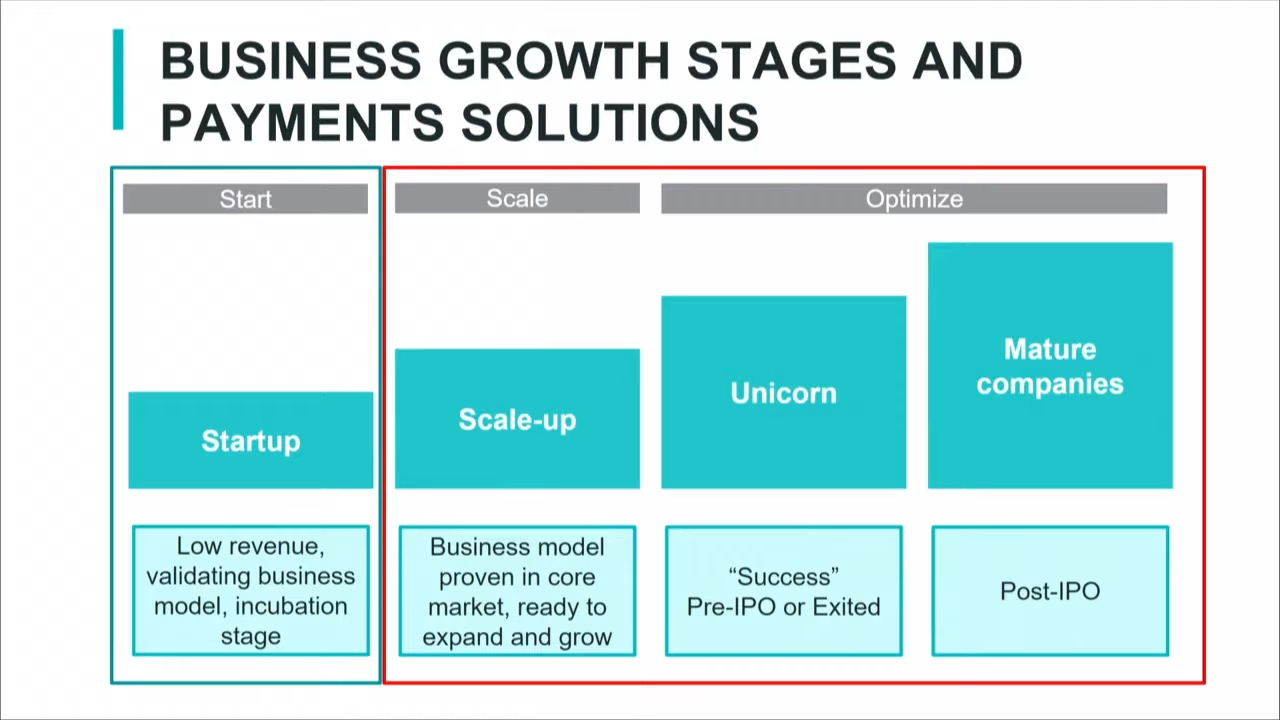 BUSINESS GROWTH STAGES AND
PAYMENTS SOLUTIONS
Start
Scale
Optimize
Startup
Scale-up
Unicorn
Mature
companies
Low revenue,
validating business
model, incubation
stage
Business model
proven in core
market, ready to
expand and grow
“Success”
Pre-IPO or Exited
Post-IPO